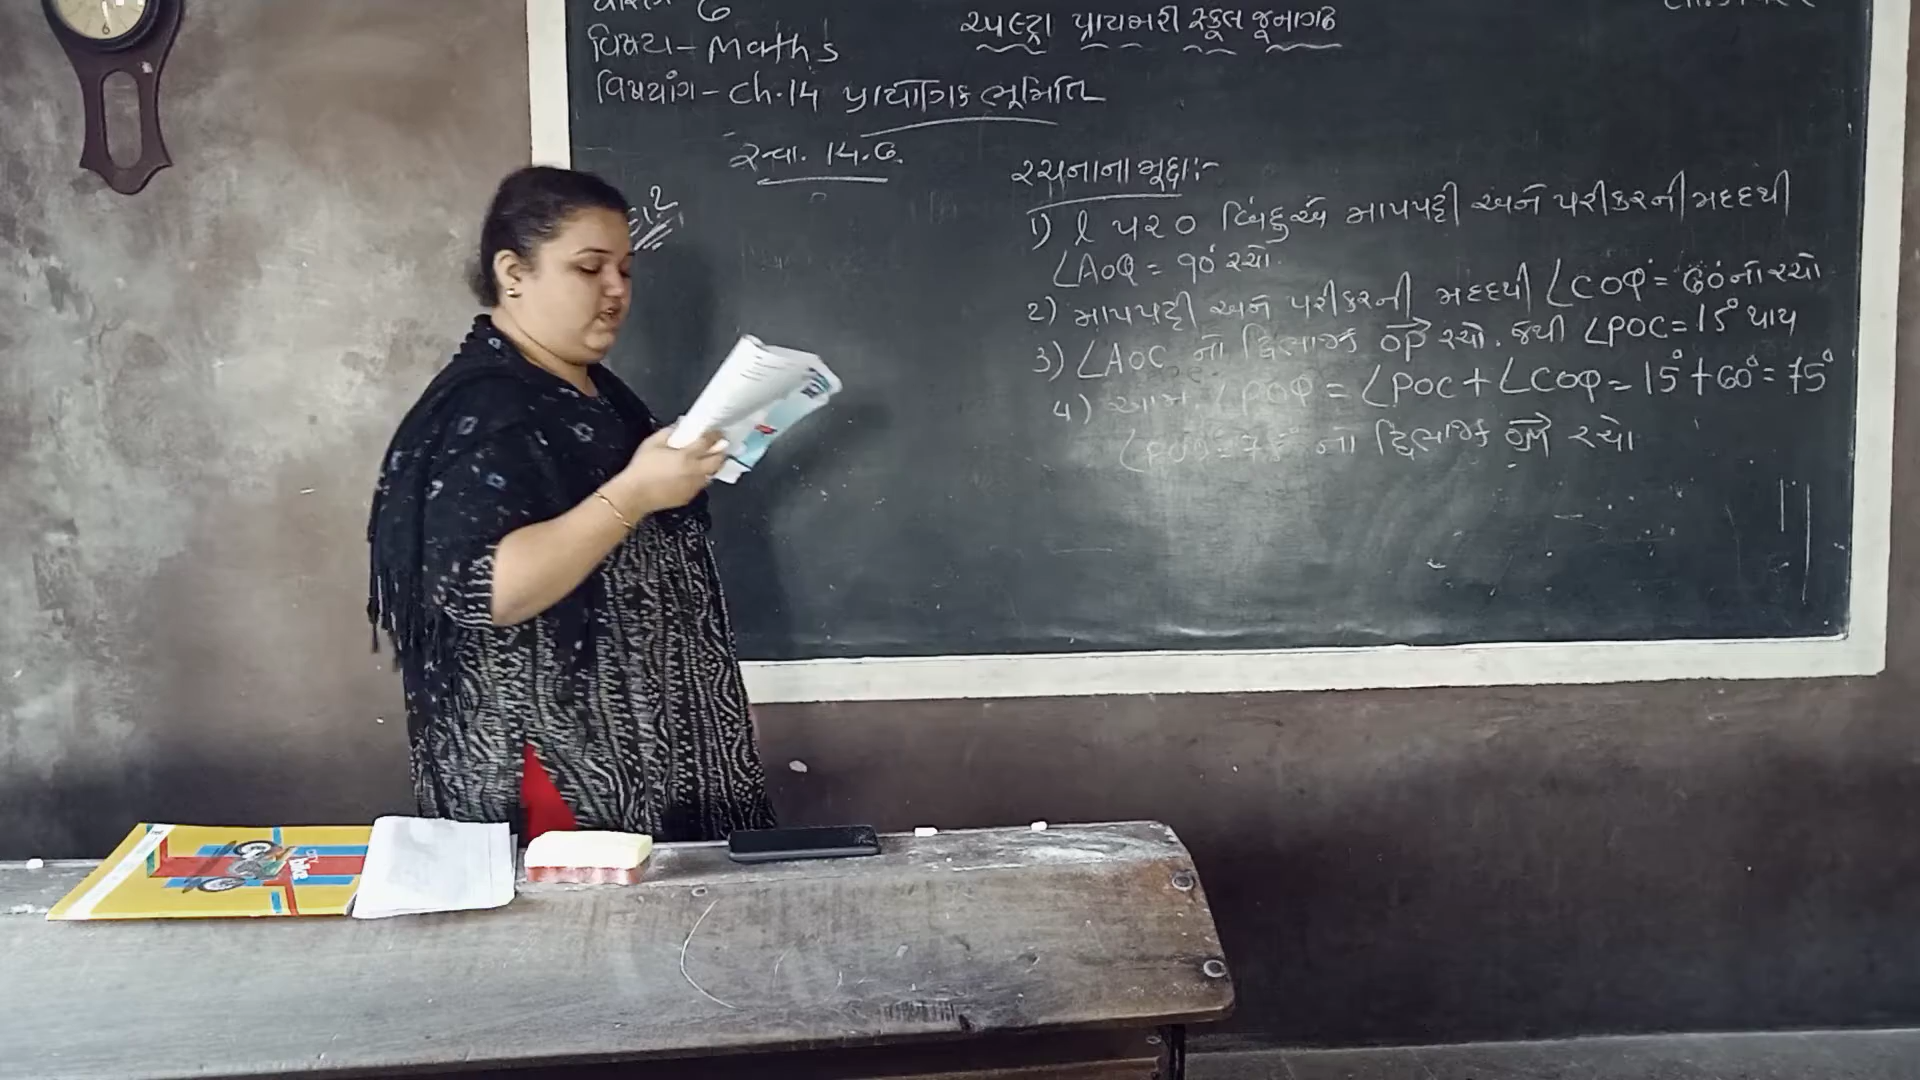 ૬
વિષય- Maths
વિષયાંગ- ch.14 પ્રાયોગિક ભૂમિતિ
સ્વા. 14.6.
પ્રાયમરી સ્કૂલ જૂનાગઢ
રચનાના મૂદ્દા:-
1) l પર O બિંદુએ માપપટ્ટી અને પરીકરની મદદથી
∠AOQ = 90° રચો.
2) માપપટ્ટી અને પરીકરની મદદથી ∠COQ = 60° નો રચો
3) ∠AOC નો દ્વિભાજક OP રચો. જેથી ∠POC = 15° થાય
4) આમ, ∠POQ = ∠POC + ∠COQ = 15° + 60° = 75°
∠POQ = 75° નો દ્વિભાજક OM રચો